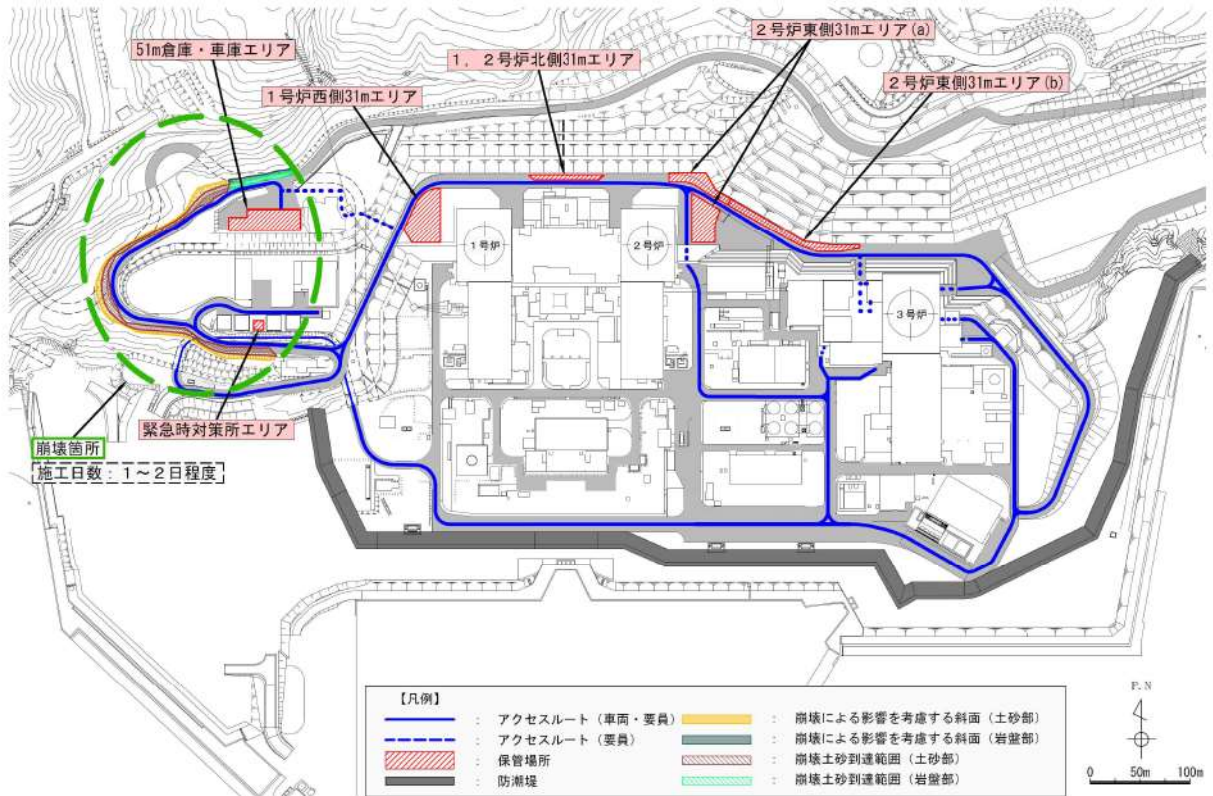 51m倉庫・車庫エリア
1号炉西側31mエリア
1，2号炉北側31mエリア
2号炉東側31mエリア(a)
2号炉東側31mエリア(b)
1号炉
2号炉
3号炉
緊急時対策所エリア
崩壊箇所
施工日数：1～2日程度
【凡例】
： アクセスルート（車両・要員）
： アクセスルート（要員）
： 保管場所
： 防潮堤
： 崩壊による影響を考慮する斜面（土砂部）
： 崩壊による影響を考慮する斜面（岩盤部）
： 崩壊土砂到達範囲（土砂部）
： 崩壊土砂到達範囲（岩盤部）
P.N
0 50m 100m